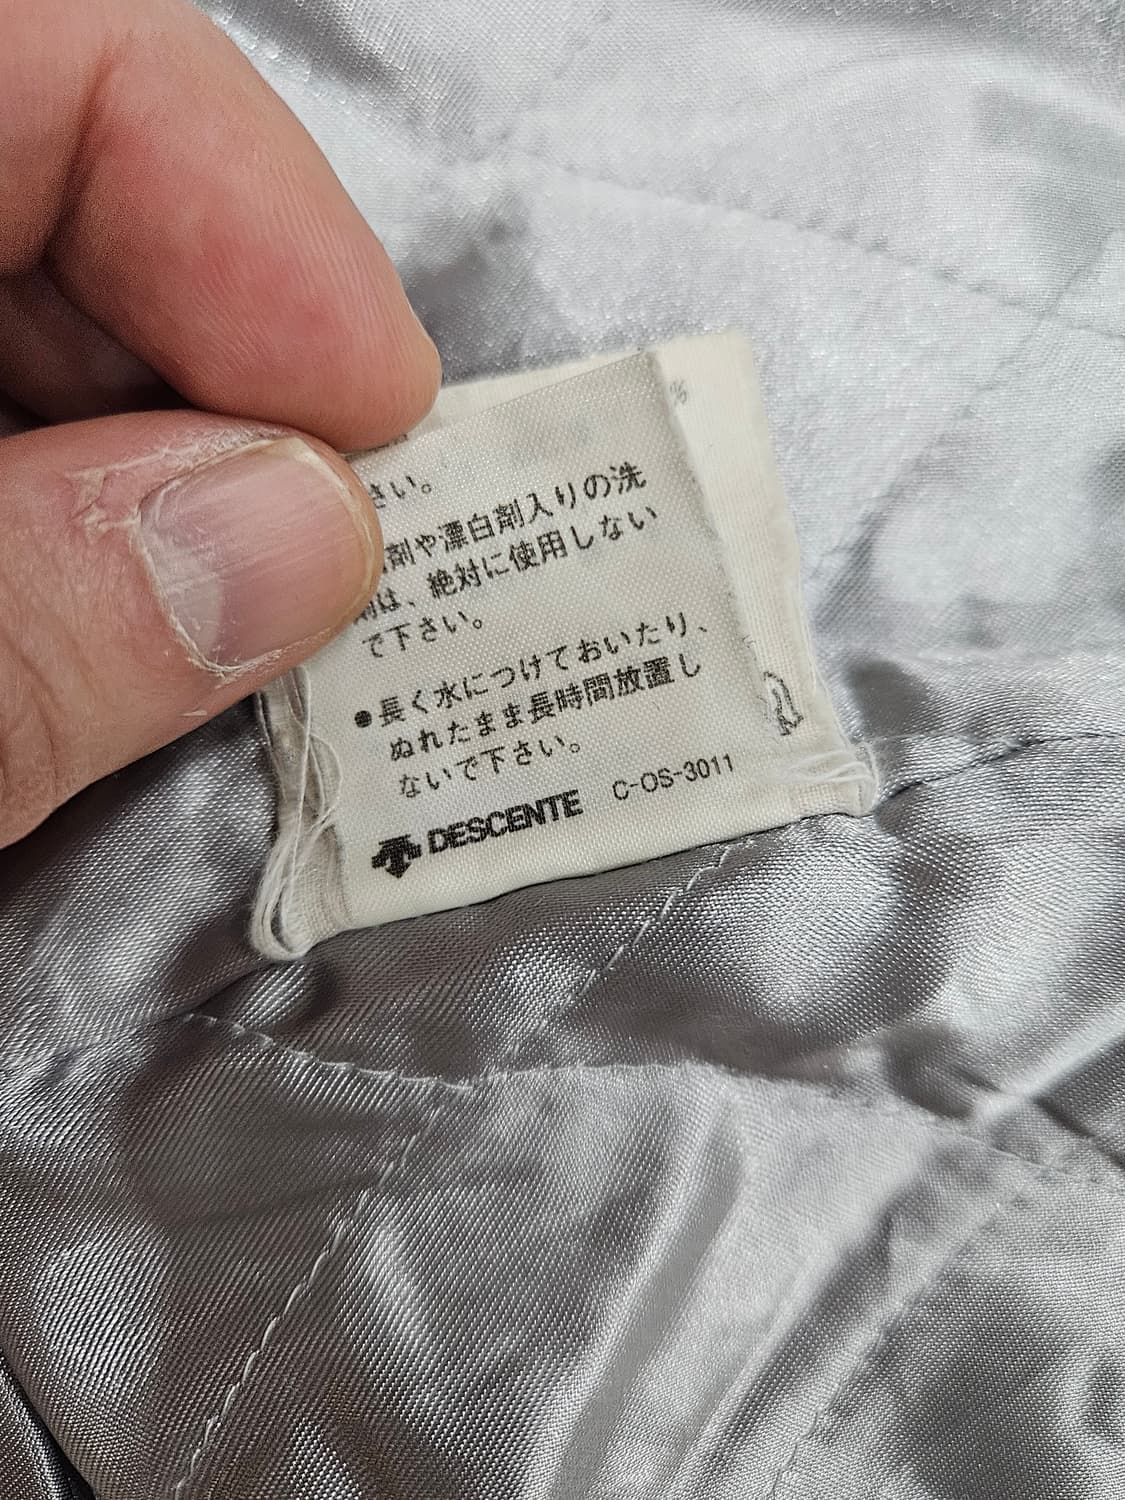 さい。
剤や漂白剤入りの洗
剤は、絶対に使用しない
で下さい。
●長く水につけておいたり、
ぬれたまま長時間放置し
ないで下さい。
DESCENTE C-OS-3011
%